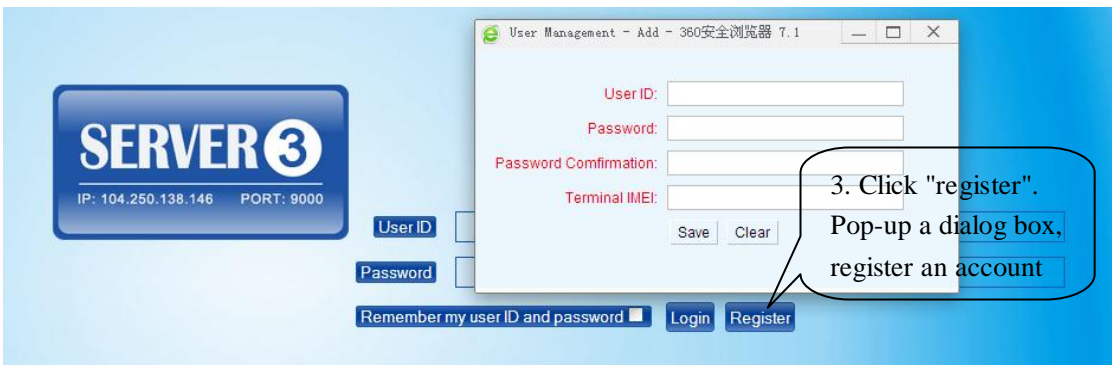 User Management - Add - 360安全浏览器 7.1
User ID:
Password:
Password Comfirmation:
Terminal IMEI:
Save Clear
SERVER 3
IP: 104.250.138.146 PORT: 9000
User ID
Password
Remember my user ID and password
Login Register
3. Click "register".
Pop-up a dialog box,
register an account